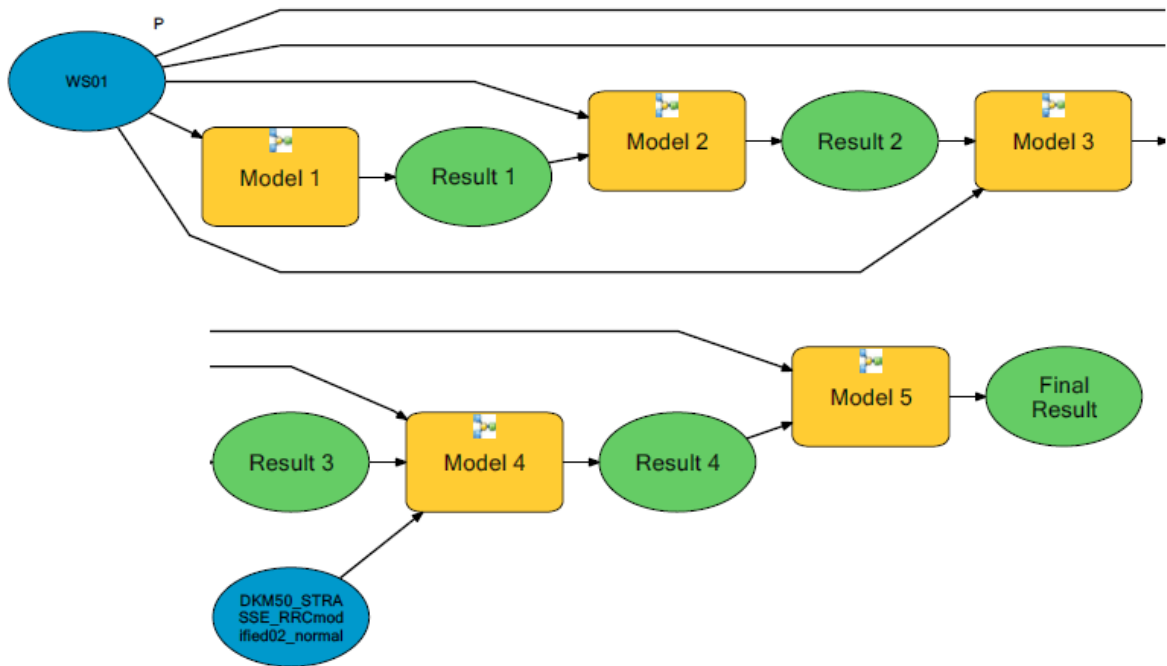 P
WS01
Model 1
Result 1
Model 2
Result 2
Model 3
Result 3
Model 4
Result 4
Model 5
Final
Result
DKM50_STRA
SSE_RRCmod
ified02_normal